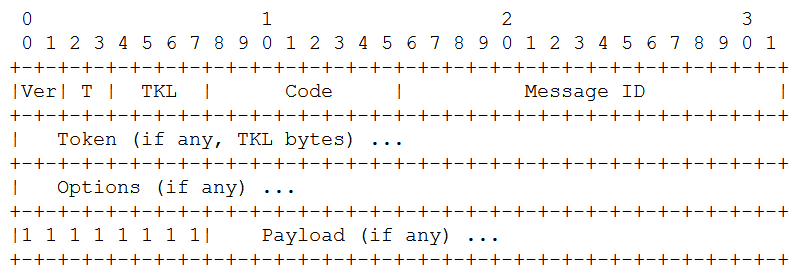 0                   1                   2                   3
 0 1 2 3 4 5 6 7 8 9 0 1 2 3 4 5 6 7 8 9 0 1 2 3 4 5 6 7 8 9 0 1
+-+-+-+-+-+-+-+-+-+-+-+-+-+-+-+-+-+-+-+-+-+-+-+-+-+-+-+-+-+-+-+-+
|Ver| T |  TKL  |      Code     |          Message ID           |
+-+-+-+-+-+-+-+-+-+-+-+-+-+-+-+-+-+-+-+-+-+-+-+-+-+-+-+-+-+-+-+-+
|   Token (if any, TKL bytes) ...
+-+-+-+-+-+-+-+-+-+-+-+-+-+-+-+-+-+-+-+-+-+-+-+-+-+-+-+-+-+-+-+-+
|   Options (if any) ...
+-+-+-+-+-+-+-+-+-+-+-+-+-+-+-+-+-+-+-+-+-+-+-+-+-+-+-+-+-+-+-+-+
|1 1 1 1 1 1 1 1|    Payload (if any) ...
+-+-+-+-+-+-+-+-+-+-+-+-+-+-+-+-+-+-+-+-+-+-+-+-+-+-+-+-+-+-+-+-+